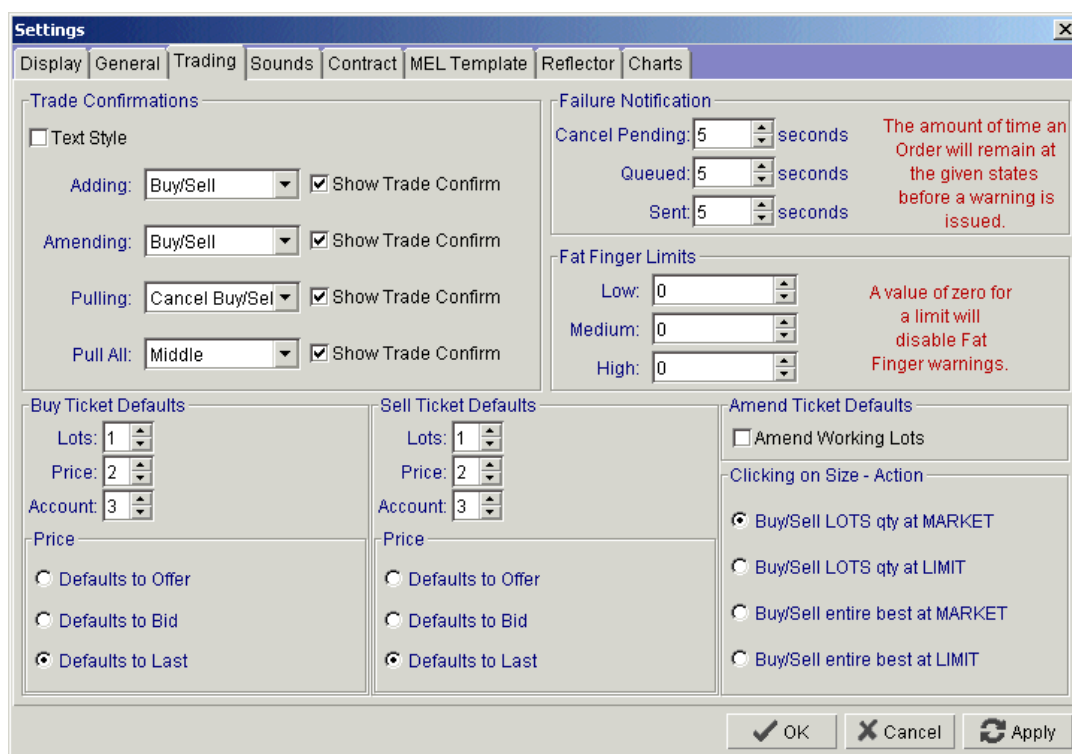 Settings
Display General Trading Sounds Contract MEL Template Reflector Charts
Trade Confirmations
Text Style
Adding: Buy/Sell Show Trade Confirm
Amending: Buy/Sell Show Trade Confirm
Pulling: Cancel Buy/Sel Show Trade Confirm
Pull All: Middle Show Trade Confirm
Failure Notification
Cancel Pending: 5 seconds
Queued: 5 seconds
Sent: 5 seconds
The amount of time an
Order will remain at
the given states
before a warning is
issued.
Fat Finger Limits
Low: 0
Medium: 0
High: 0
A value of zero for
a limit will
disable Fat
Finger warnings.
Buy Ticket Defaults
Lots: 1
Price: 2
Account: 3
Price
Defaults to Offer
Defaults to Bid
Defaults to Last
Sell Ticket Defaults
Lots: 1
Price: 2
Account: 3
Price
Defaults to Offer
Defaults to Bid
Defaults to Last
Amend Ticket Defaults
Amend Working Lots
Clicking on Size - Action
Buy/Sell LOTS qty at MARKET
Buy/Sell LOTS qty at LIMIT
Buy/Sell entire best at MARKET
Buy/Sell entire best at LIMIT
OK Cancel Apply